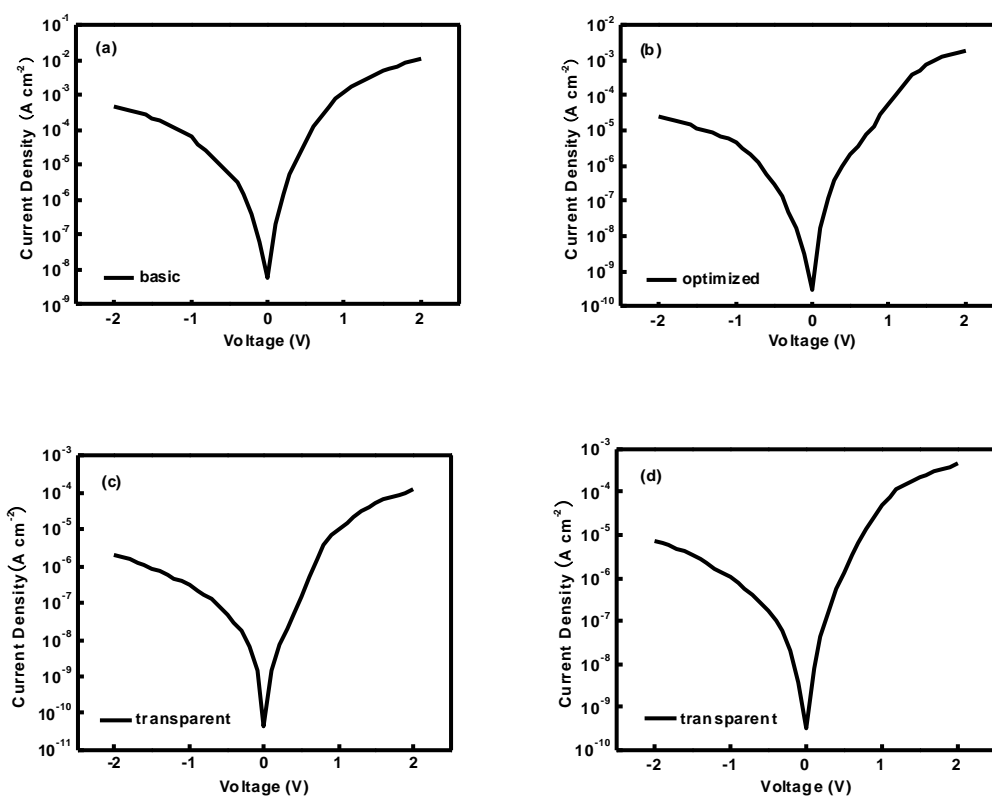 (a)
Current Density (A cm⁻²)
10⁻¹
10⁻²
10⁻³
10⁻⁴
10⁻⁵
10⁻⁶
10⁻⁷
10⁻⁸
10⁻⁹
basic
-2 -1 0 1 2
Voltage (V)
(b)
Current Density (A cm⁻²)
10⁻²
10⁻³
10⁻⁴
10⁻⁵
10⁻⁶
10⁻⁷
10⁻⁸
10⁻⁹
10⁻¹⁰
optimized
-2 -1 0 1 2
Voltage (V)
(c)
Current Density (A cm⁻²)
10⁻³
10⁻⁴
10⁻⁵
10⁻⁶
10⁻⁷
10⁻⁸
10⁻⁹
10⁻¹⁰
10⁻¹¹
transparent
-2 -1 0 1 2
Voltage (V)
(d)
Current Density (A cm⁻²)
10⁻³
10⁻⁴
10⁻⁵
10⁻⁶
10⁻⁷
10⁻⁸
10⁻⁹
10⁻¹⁰
transparent
-2 -1 0 1 2
Voltage (V)